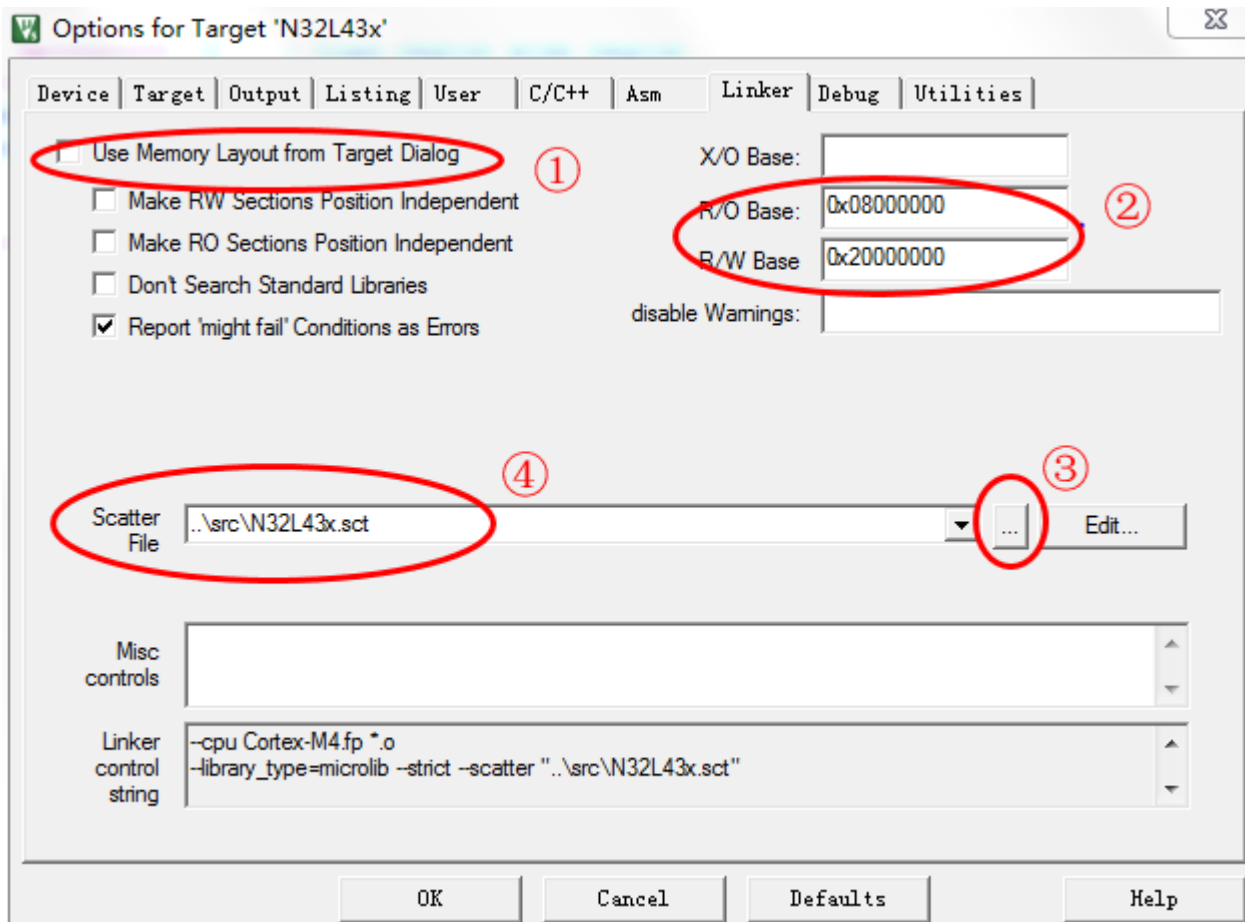 Options for Target 'N32L43x'
Device Target Output Listing User C/C++ Asm Linker Debug Utilities
Use Memory Layout from Target Dialog
①
Make RW Sections Position Independent
Make RO Sections Position Independent
Don't Search Standard Libraries
Report 'might fail' Conditions as Errors
X/O Base:
R/O Base: 0x08000000
②
R/W Base 0x20000000
disable Warnings:
④
③
Scatter File ..\src\N32L43x.sct ... Edit...
Misc controls
Linker control string
--cpu Cortex-M4.fp *.o
--library_type=microlib --strict --scatter "..\src\N32L43x.sct"
OK Cancel Defaults Help